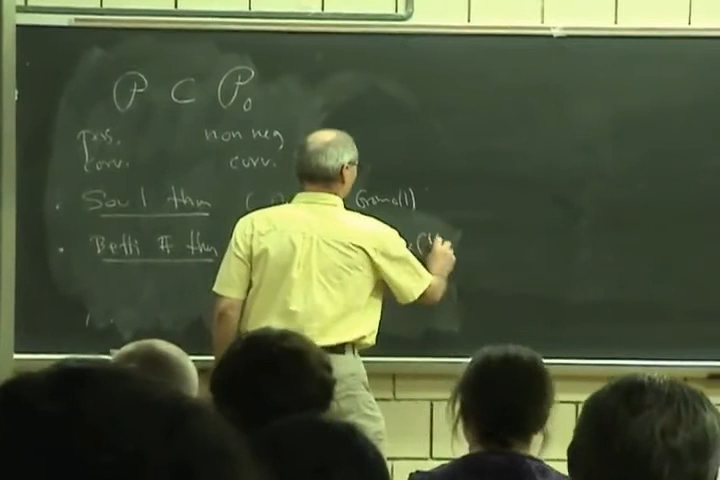 P ⊂ P₀
pos. non neg
curv. curv.
· Soul thm ( Gromoll)
· Betti # thm